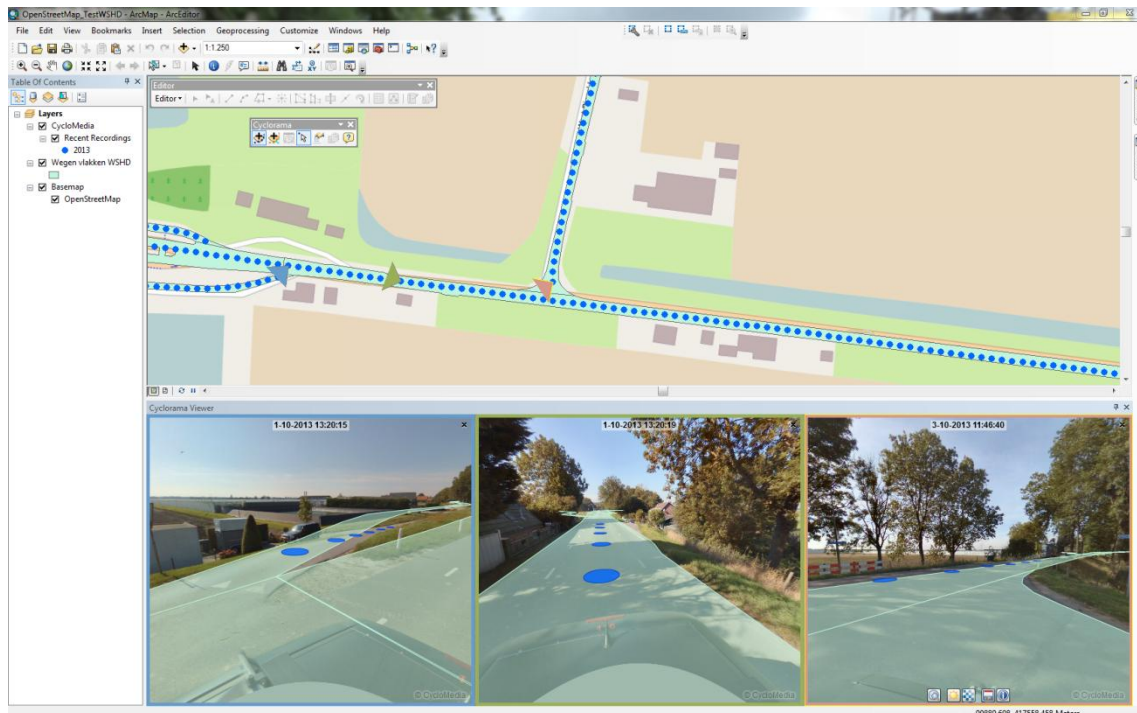 OpenStreetMap_TestWSHD - ArcMap - ArcEditor
File Edit View Bookmarks Insert Selection Geoprocessing Customize Windows Help
1:1.250
Table Of Contents
Layers
CycloMedia
Recent Recordings
2013
Wegen vlakken WSHD
Basemap
OpenStreetMap
Editor
Editor
Cyclorama
Cyclorama Viewer
1-10-2013 13:20:15
1-10-2013 13:20:19
3-10-2013 11:46:40
© CycloMedia
© CycloMedia
© CycloMedia